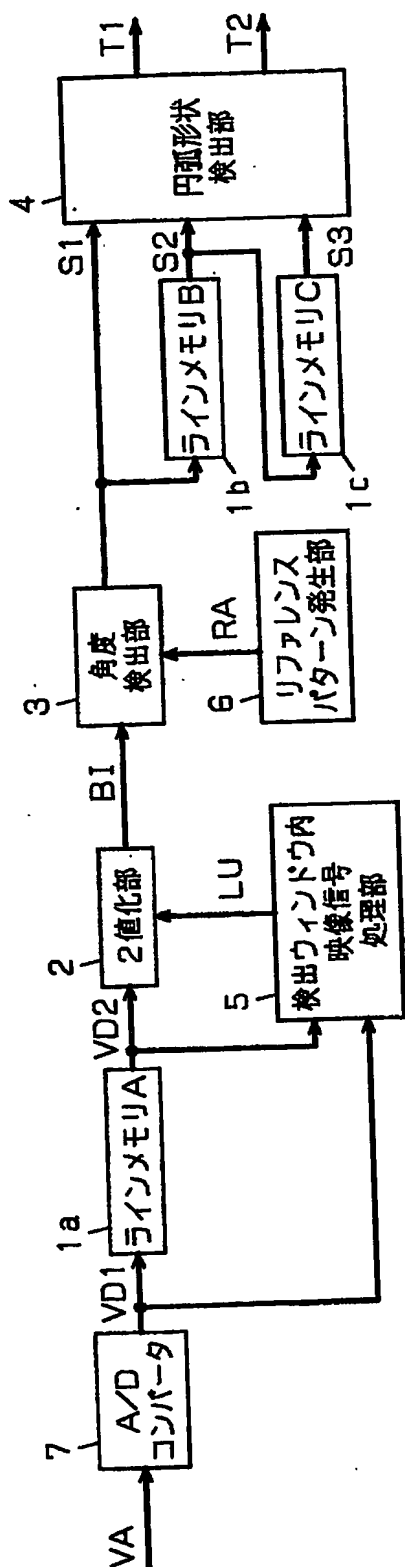 VA
7
A/D
コンバータ
VD1
1a
ラインメモリA
VD2
2
2値化部
BI
LU
5
検出ウィンドウ内
映像信号
処理部
3
角度
検出部
RA
6
リファレンス
パターン発生部
S1
ラインメモリB
1b
S2
ラインメモリC
1c
S3
4
円弧形状
検出部
T1
T2